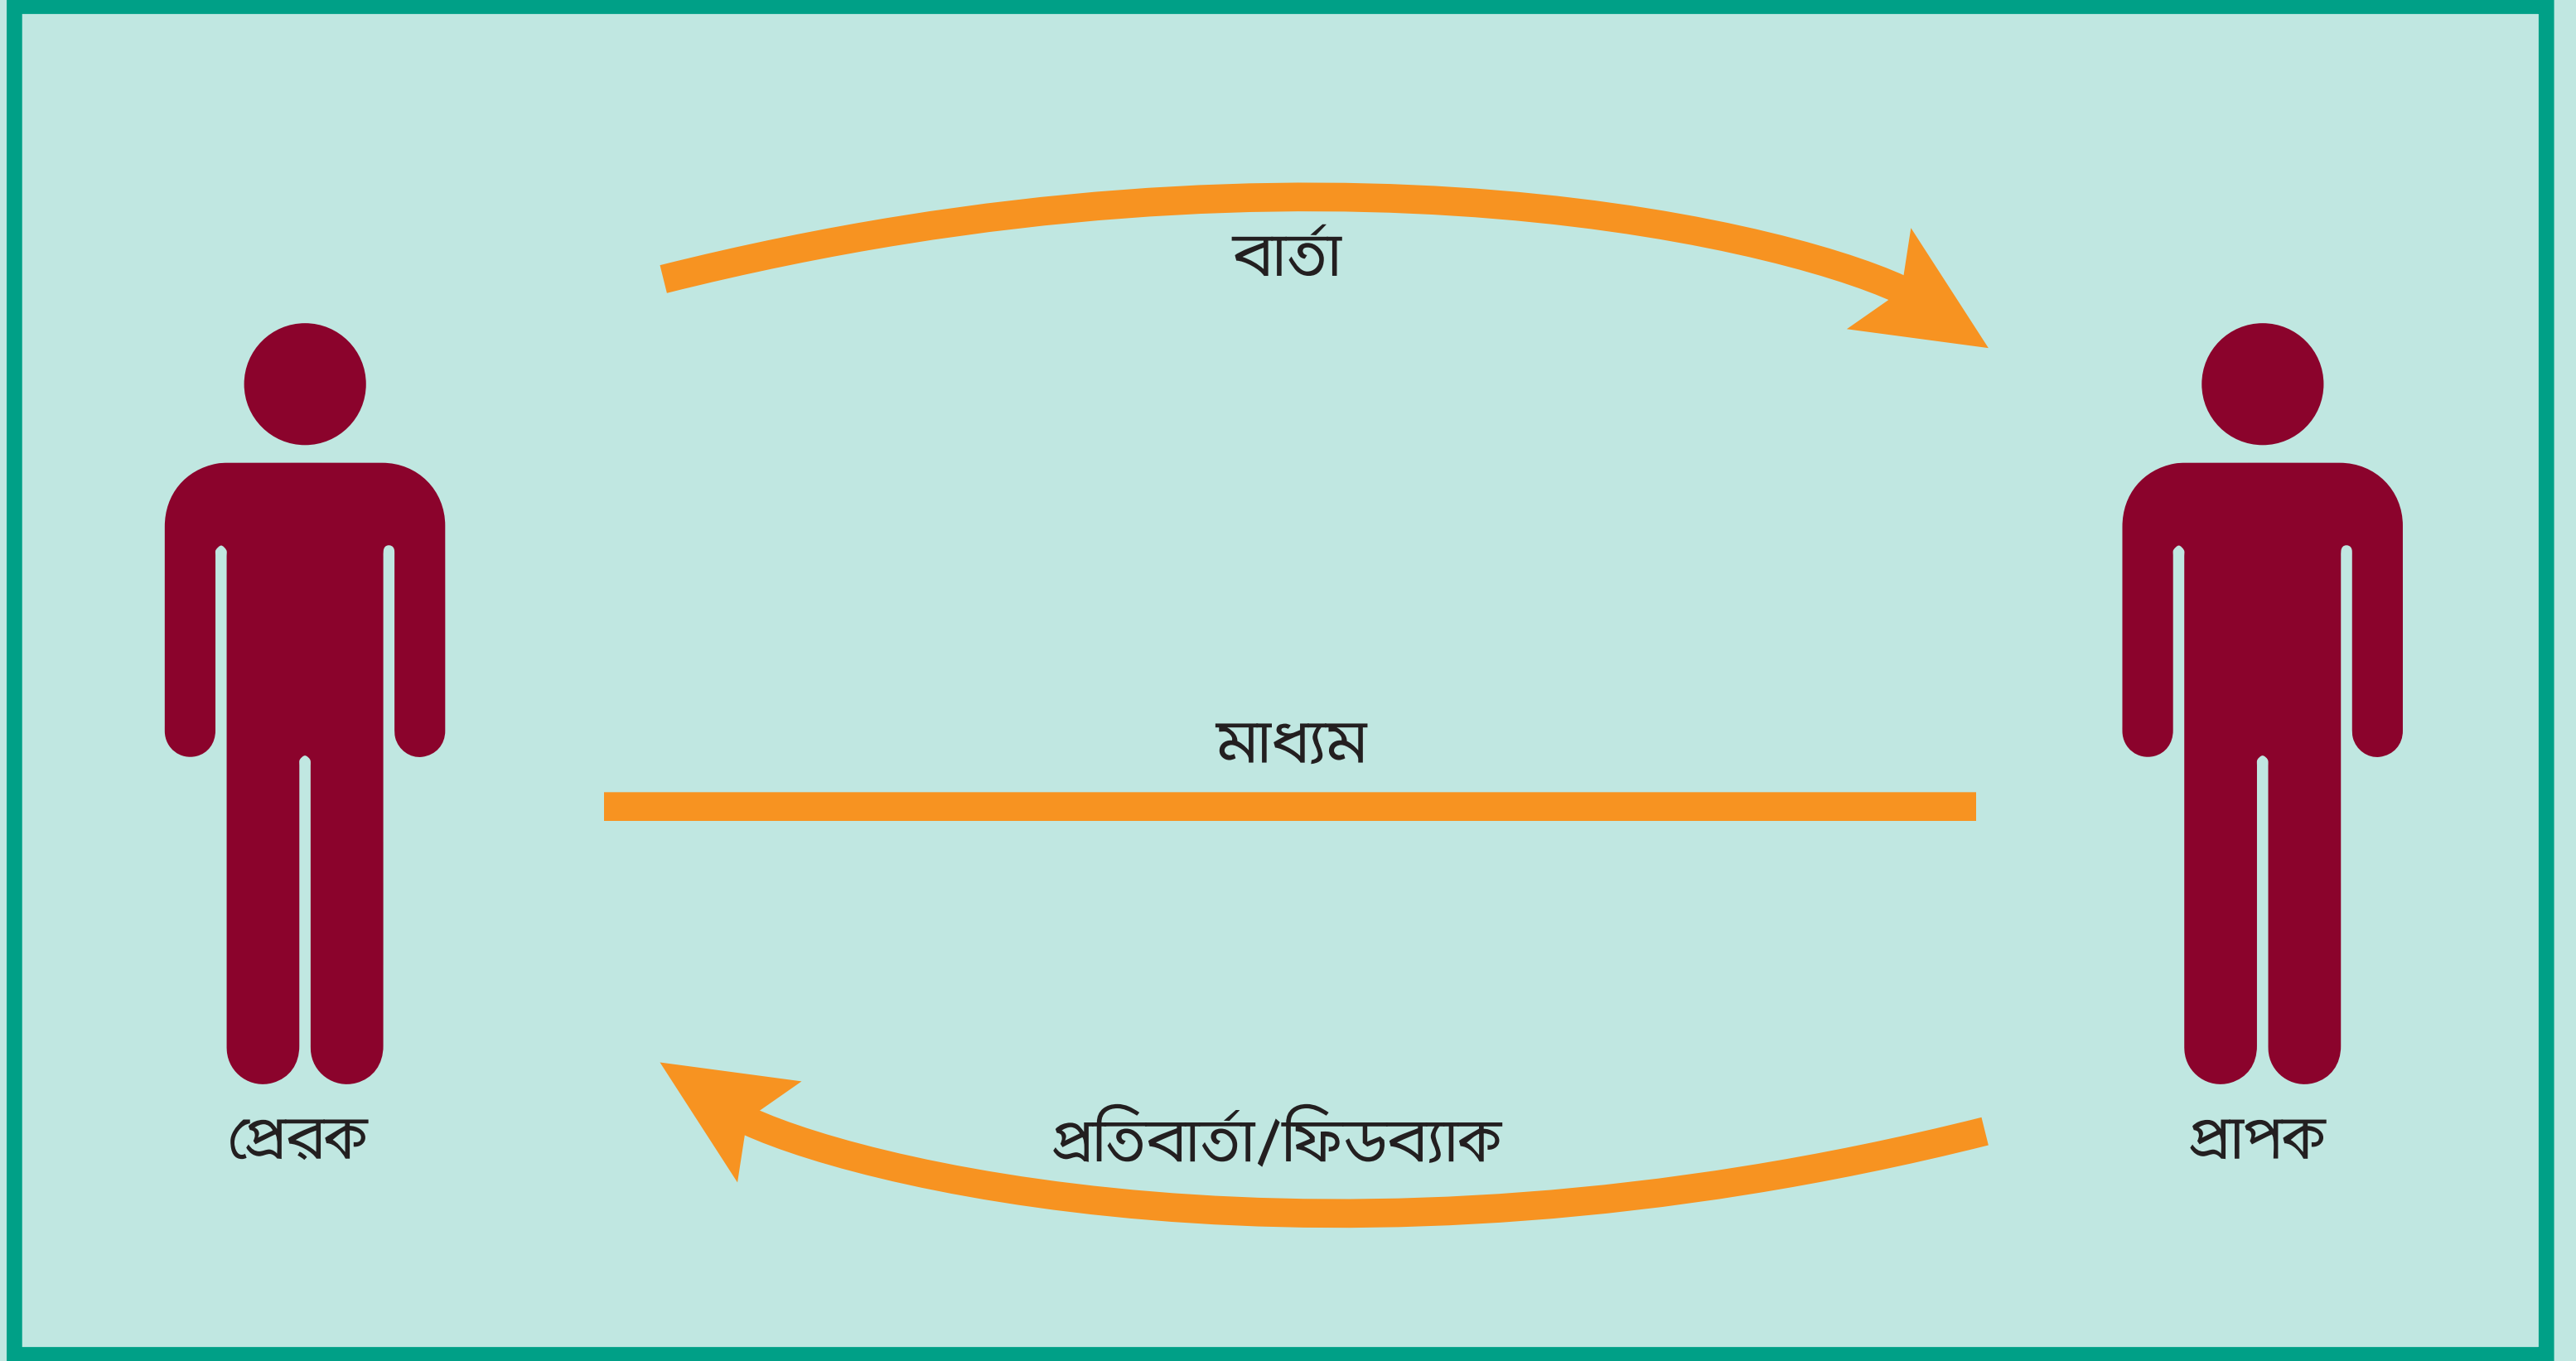 বার্তা
মাধ্যম
প্রেরক
প্রতিবার্তা/ফিডব্যাক
প্রাপক